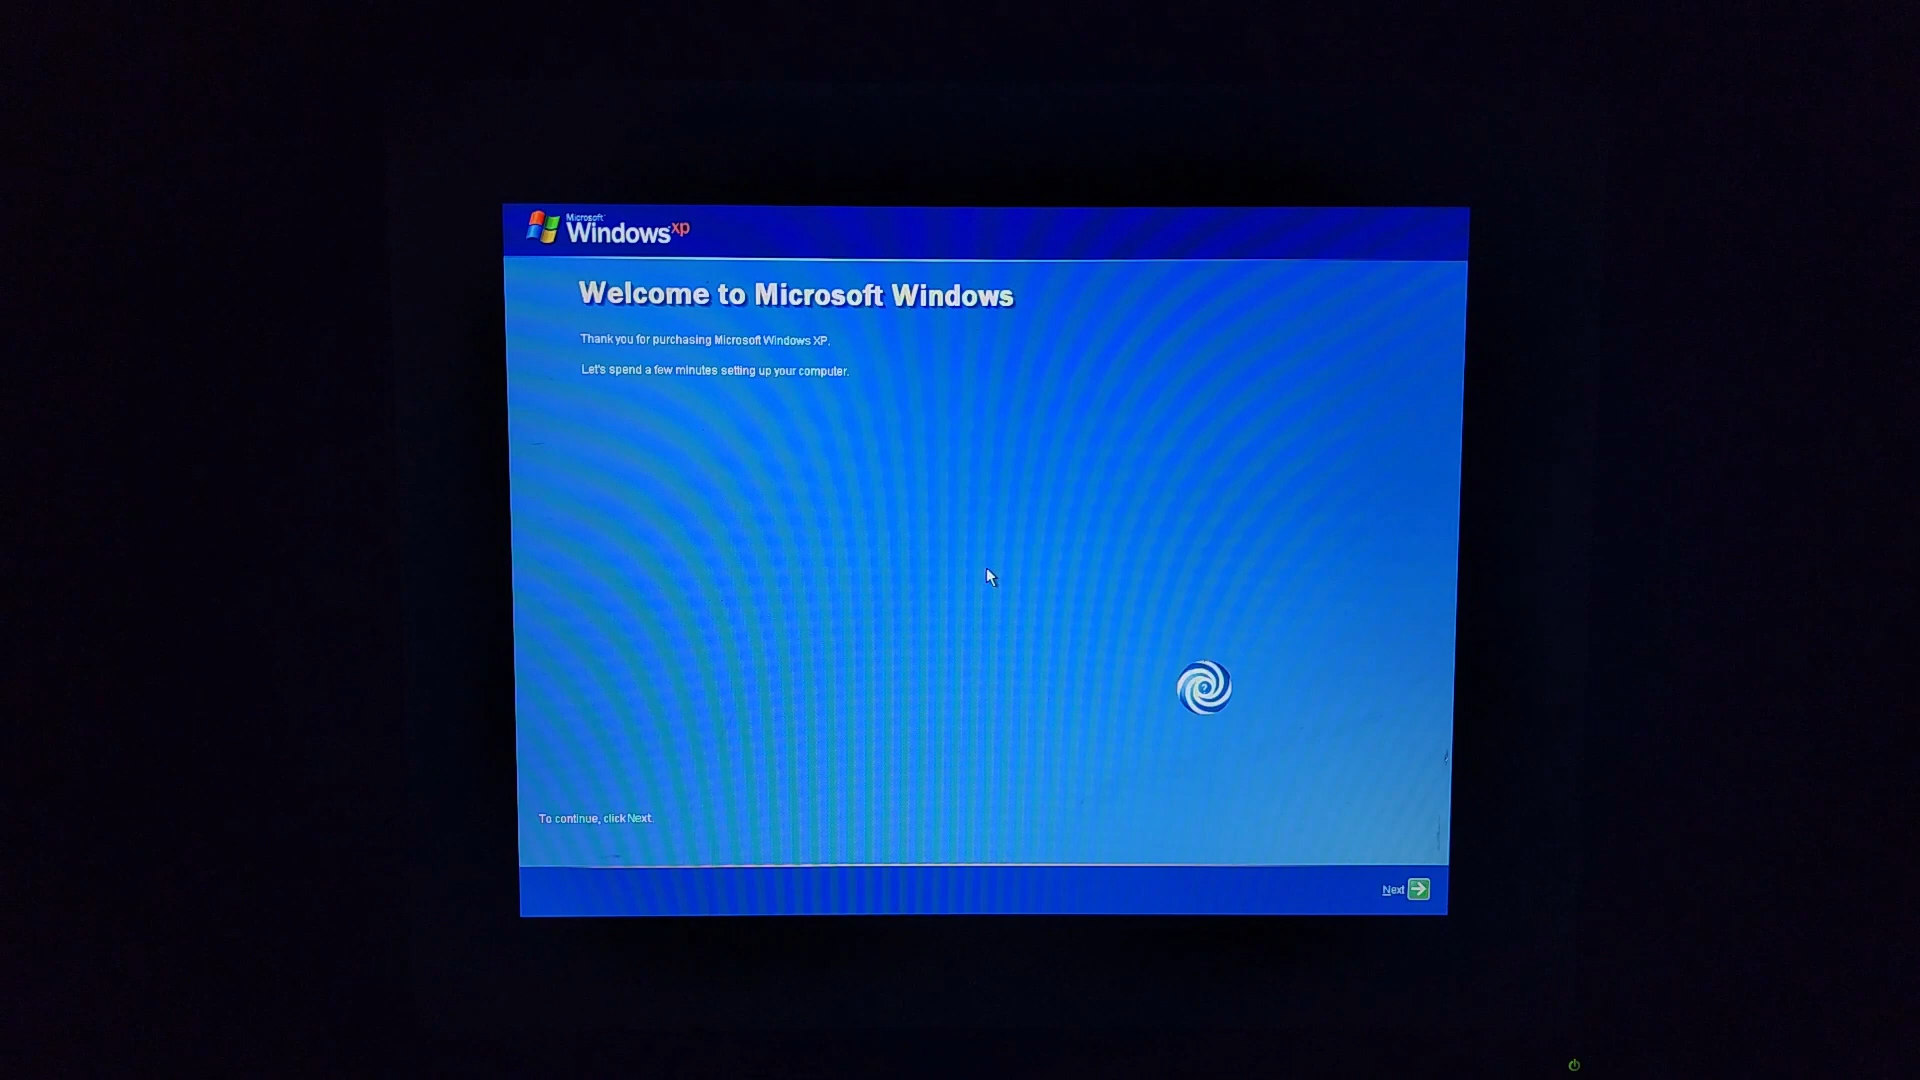 Microsoft
Windows xp
Welcome to Microsoft Windows
Thank you for purchasing Microsoft Windows XP.
Let's spend a few minutes setting up your computer.
To continue, click Next.
Next